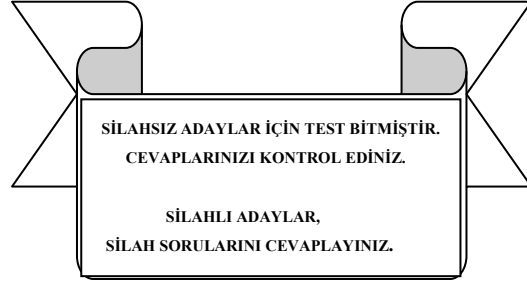 SİLAHSIZ ADAYLAR İÇİN TEST BİTMİŞTİR.
CEVAPLARINIZI KONTROL EDİNİZ.
SİLAHLI ADAYLAR,
SİLAH SORULARINI CEVAPLAYINIZ.